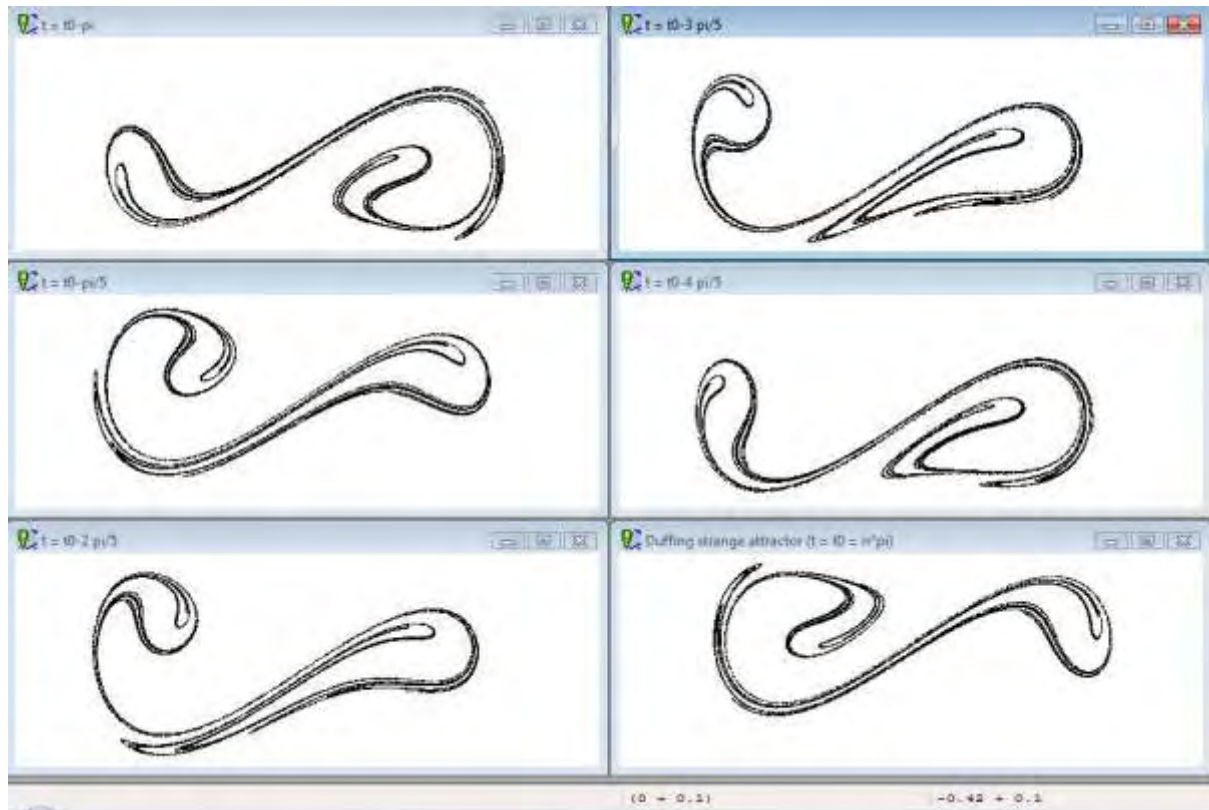 t = t0-pi
t = t0-3 pi/5
t = t0-pi/5
t = t0-4 pi/5
t = t0-2 pi/5
Duffing strange attractor (t = t0 = n*pi)
(0 + 0.1)
-0.42 + 0.1